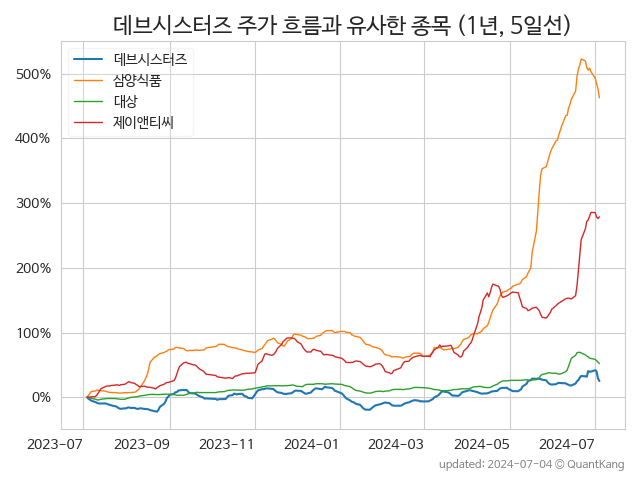 데브시스터즈 주가 흐름과 유사한 종목 (1년, 5일선)
데브시스터즈
삼양식품
대상
제이앤티씨
500%
400%
300%
200%
100%
0%
2023-07 2023-09 2023-11 2024-01 2024-03 2024-05 2024-07
updated: 2024-07-04 © QuantKang